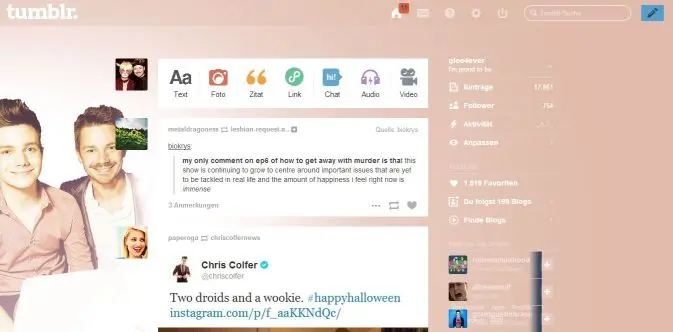 tumblr.
11
Tumblr-Suche
Aa
Text
Foto
Zitat
Link
hi!
Chat
Audio
Video
metaldragoness lesbian-request-a...
Quelle: biokrys
biokrys:
my only comment on ep6 of how to get away with murder is that this
show is continuing to grow to centre around important issues that are yet
to be tackled in real life and the amount of happiness i feel right now is
immense
3 Anmerkungen
paperoga chriscolfernews
Chris Colfer
@chriscolfer
Two droids and a wookie. #happyhalloween
instagram.com/p/f_aaKKNdQc/
glee4ever
I'm proud to be
Einträge
Follower
754
Aktivität
Anpassen
1.919 Favoriten
Du folgst 199 Blogs
Finde Blogs